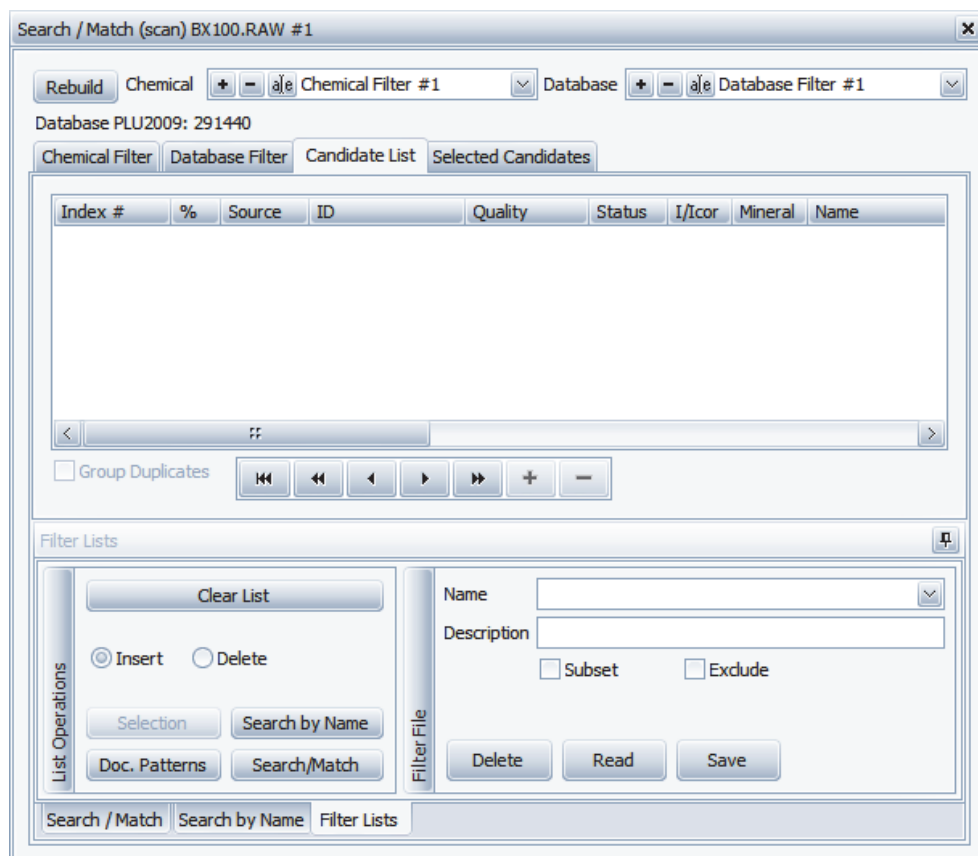 Search / Match (scan) BX100.RAW #1
Rebuild Chemical + - a|e Chemical Filter #1 Database + - a|e Database Filter #1
Database PLU2009: 291440
Chemical Filter Database Filter Candidate List Selected Candidates
Index # % Source ID Quality Status I/Icor Mineral Name
Group Duplicates
Filter Lists
List Operations
Clear List
Insert Delete
Selection Search by Name
Doc. Patterns Search/Match
Filter File
Name
Description
Subset Exclude
Delete Read Save
Search / Match Search by Name Filter Lists